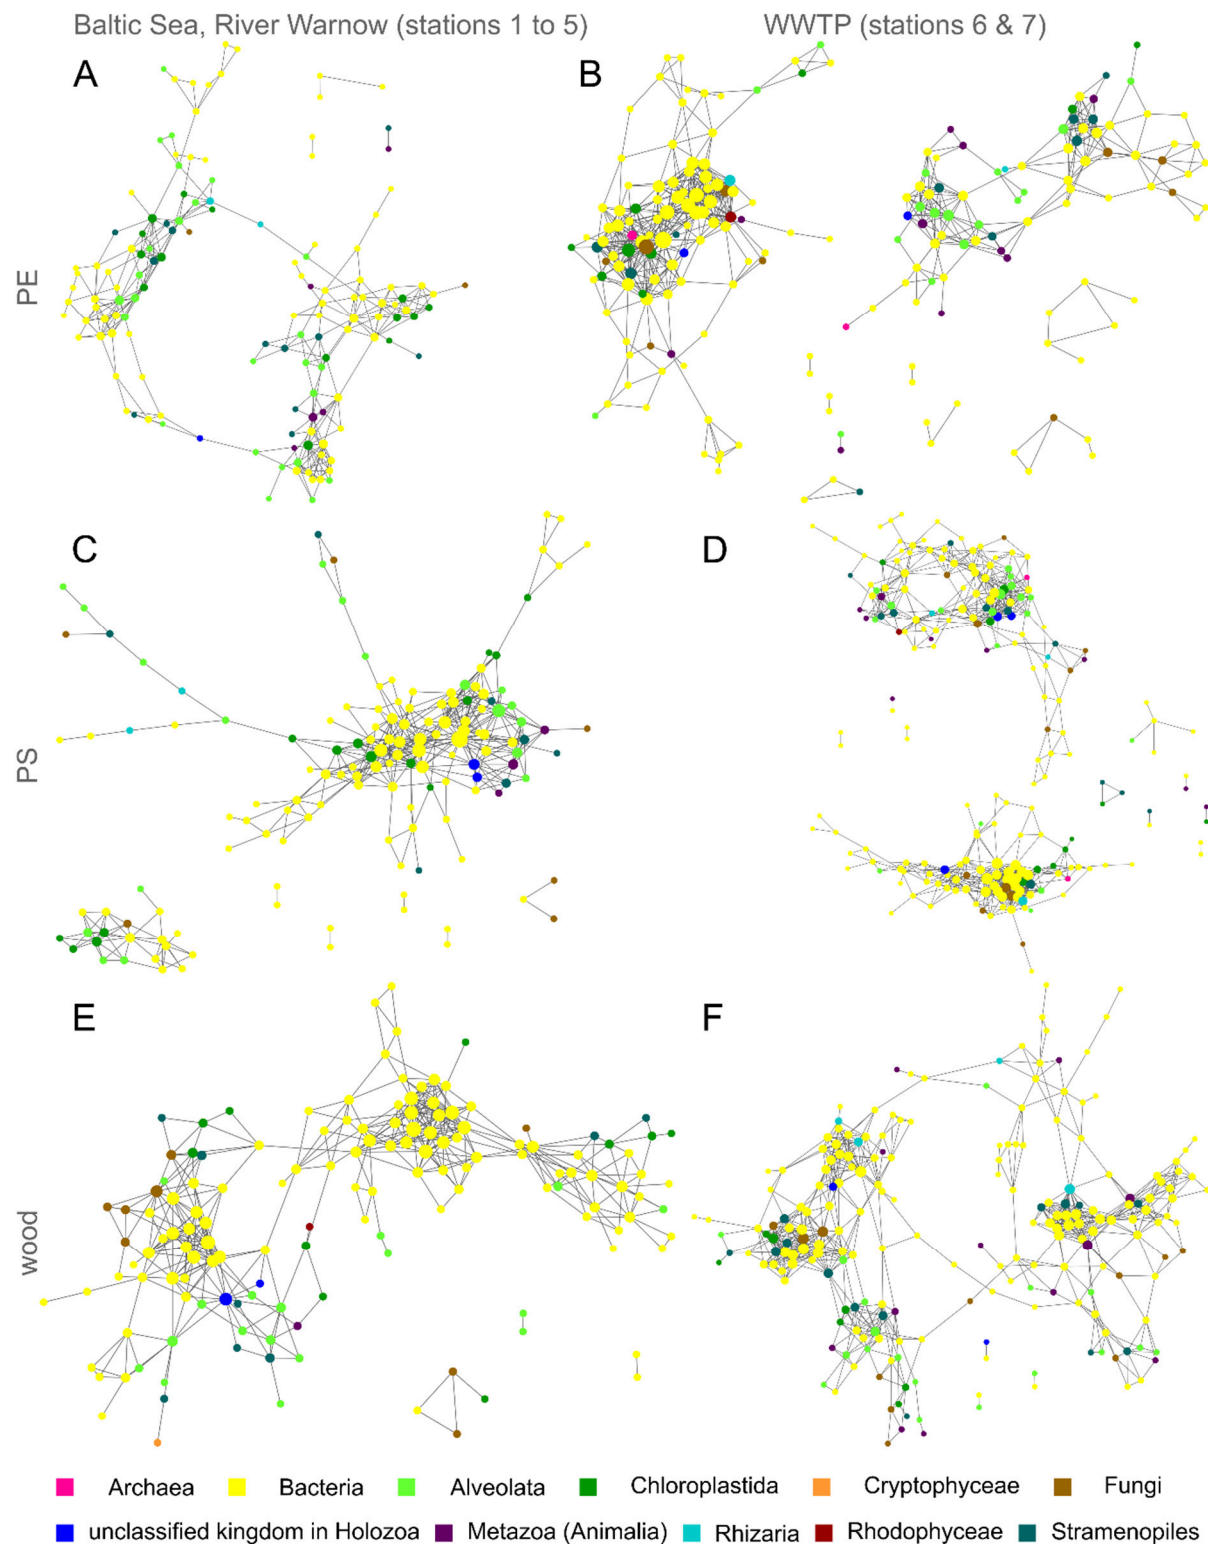 Baltic Sea, River Warnow (stations 1 to 5) WWTP (stations 6 & 7)
A B
PE
C D
PS
E F
wood
Archaea Bacteria Alveolata Chloroplastida Cryptophyceae Fungi
unclassified kingdom in Holozoa Metazoa (Animalia) Rhizaria Rhodophyceae Stramenopiles